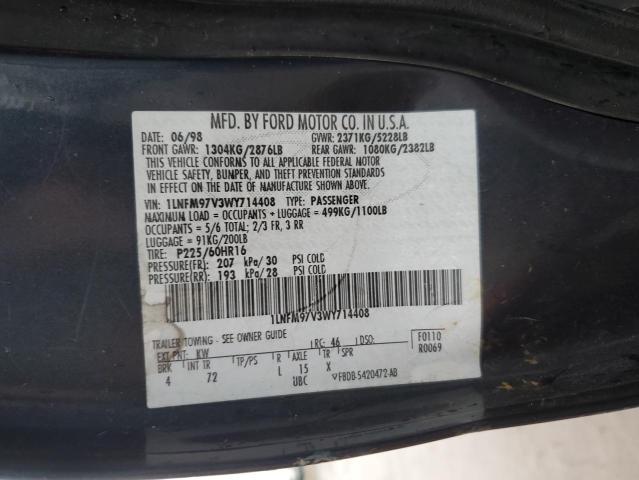 MFD. BY FORD MOTOR CO. IN U.S.A.
DATE: 06/98 GVWR: 2371KG/5228LB
FRONT GAWR: 1304KG/2876LB REAR GAWR: 1080KG/2382LB
THIS VEHICLE CONFORMS TO ALL APPLICABLE FEDERAL MOTOR
VEHICLE SAFETY, BUMPER, AND THEFT PREVENTION STANDARDS
IN EFFECT ON THE DATE OF MANUFACTURE SHOWN ABOVE.
VIN: 1LNFM97V3WY714408 TYPE: PASSENGER
MAXIMUM LOAD = OCCUPANTS + LUGGAGE = 499KG/1100LB
OCCUPANTS = 5/6 TOTAL; 2/3 FR, 3 RR
LUGGAGE = 91KG/200LB
TIRE: P225/60HR16
PRESSURE(FR): 207 kPa/30 PSI COLD
PRESSURE(RR): 193 kPa/28 PSI COLD
1LNFM97V3WY714408
TRAILER TOWING - SEE OWNER GUIDE
EXT PNT: KW RC: 46 DSO: F0110
BRK INT TR TP/PS R AXLE TR SPR R0069
4 72 L 15 X
UBC VFBDB-5420472-AB